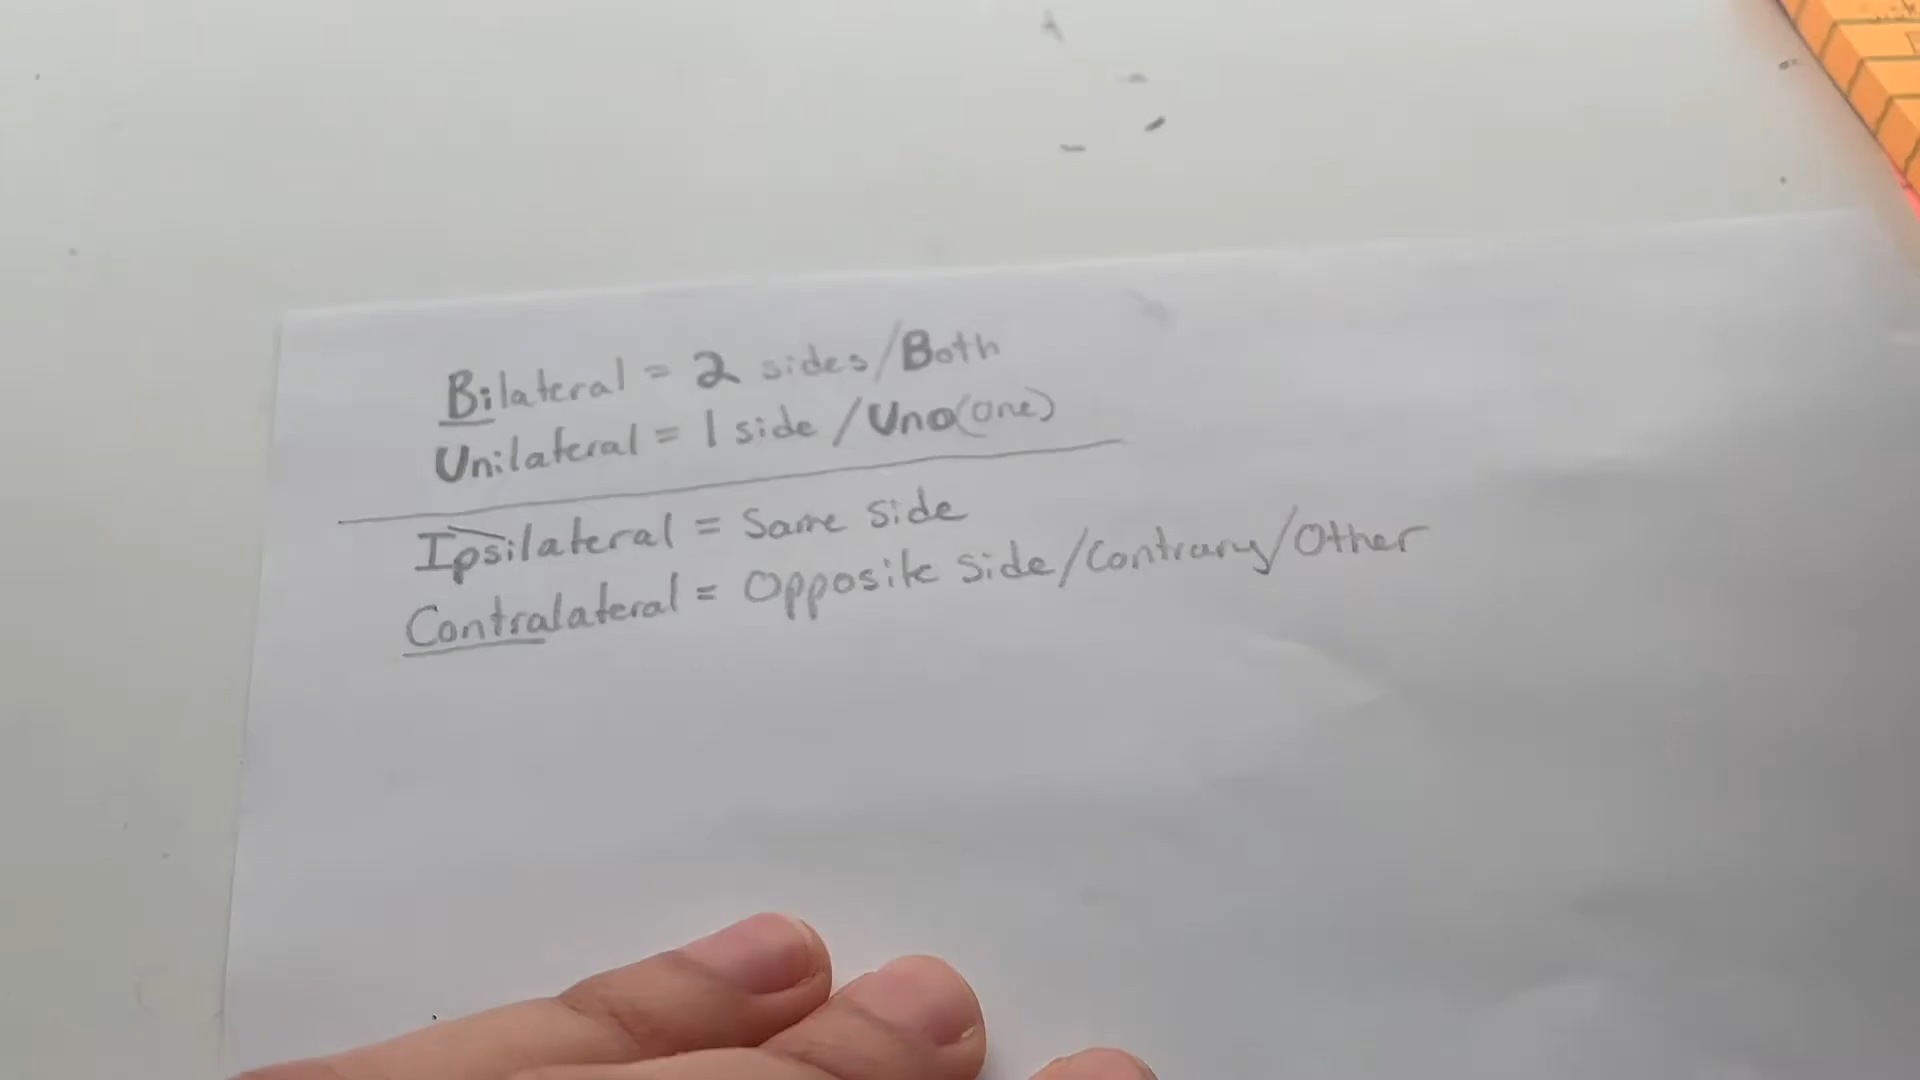 Bilateral = 2 sides/Both
Unilateral = 1 side/Uno(one)
Ipsilateral = Same side
Contralateral = Opposite side/Contrary/Other